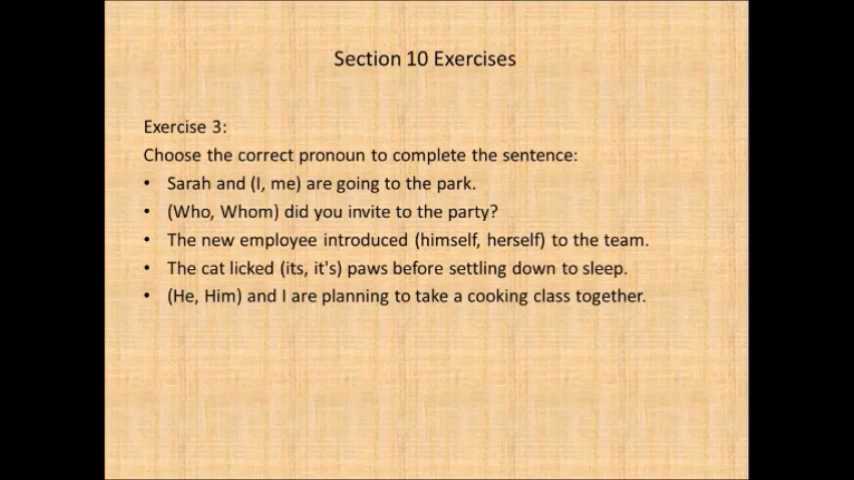 Section 10 Exercises
Exercise 3:
Choose the correct pronoun to complete the sentence:
• Sarah and (I, me) are going to the park.
• (Who, Whom) did you invite to the party?
• The new employee introduced (himself, herself) to the team.
• The cat licked (its, it's) paws before settling down to sleep.
• (He, Him) and I are planning to take a cooking class together.